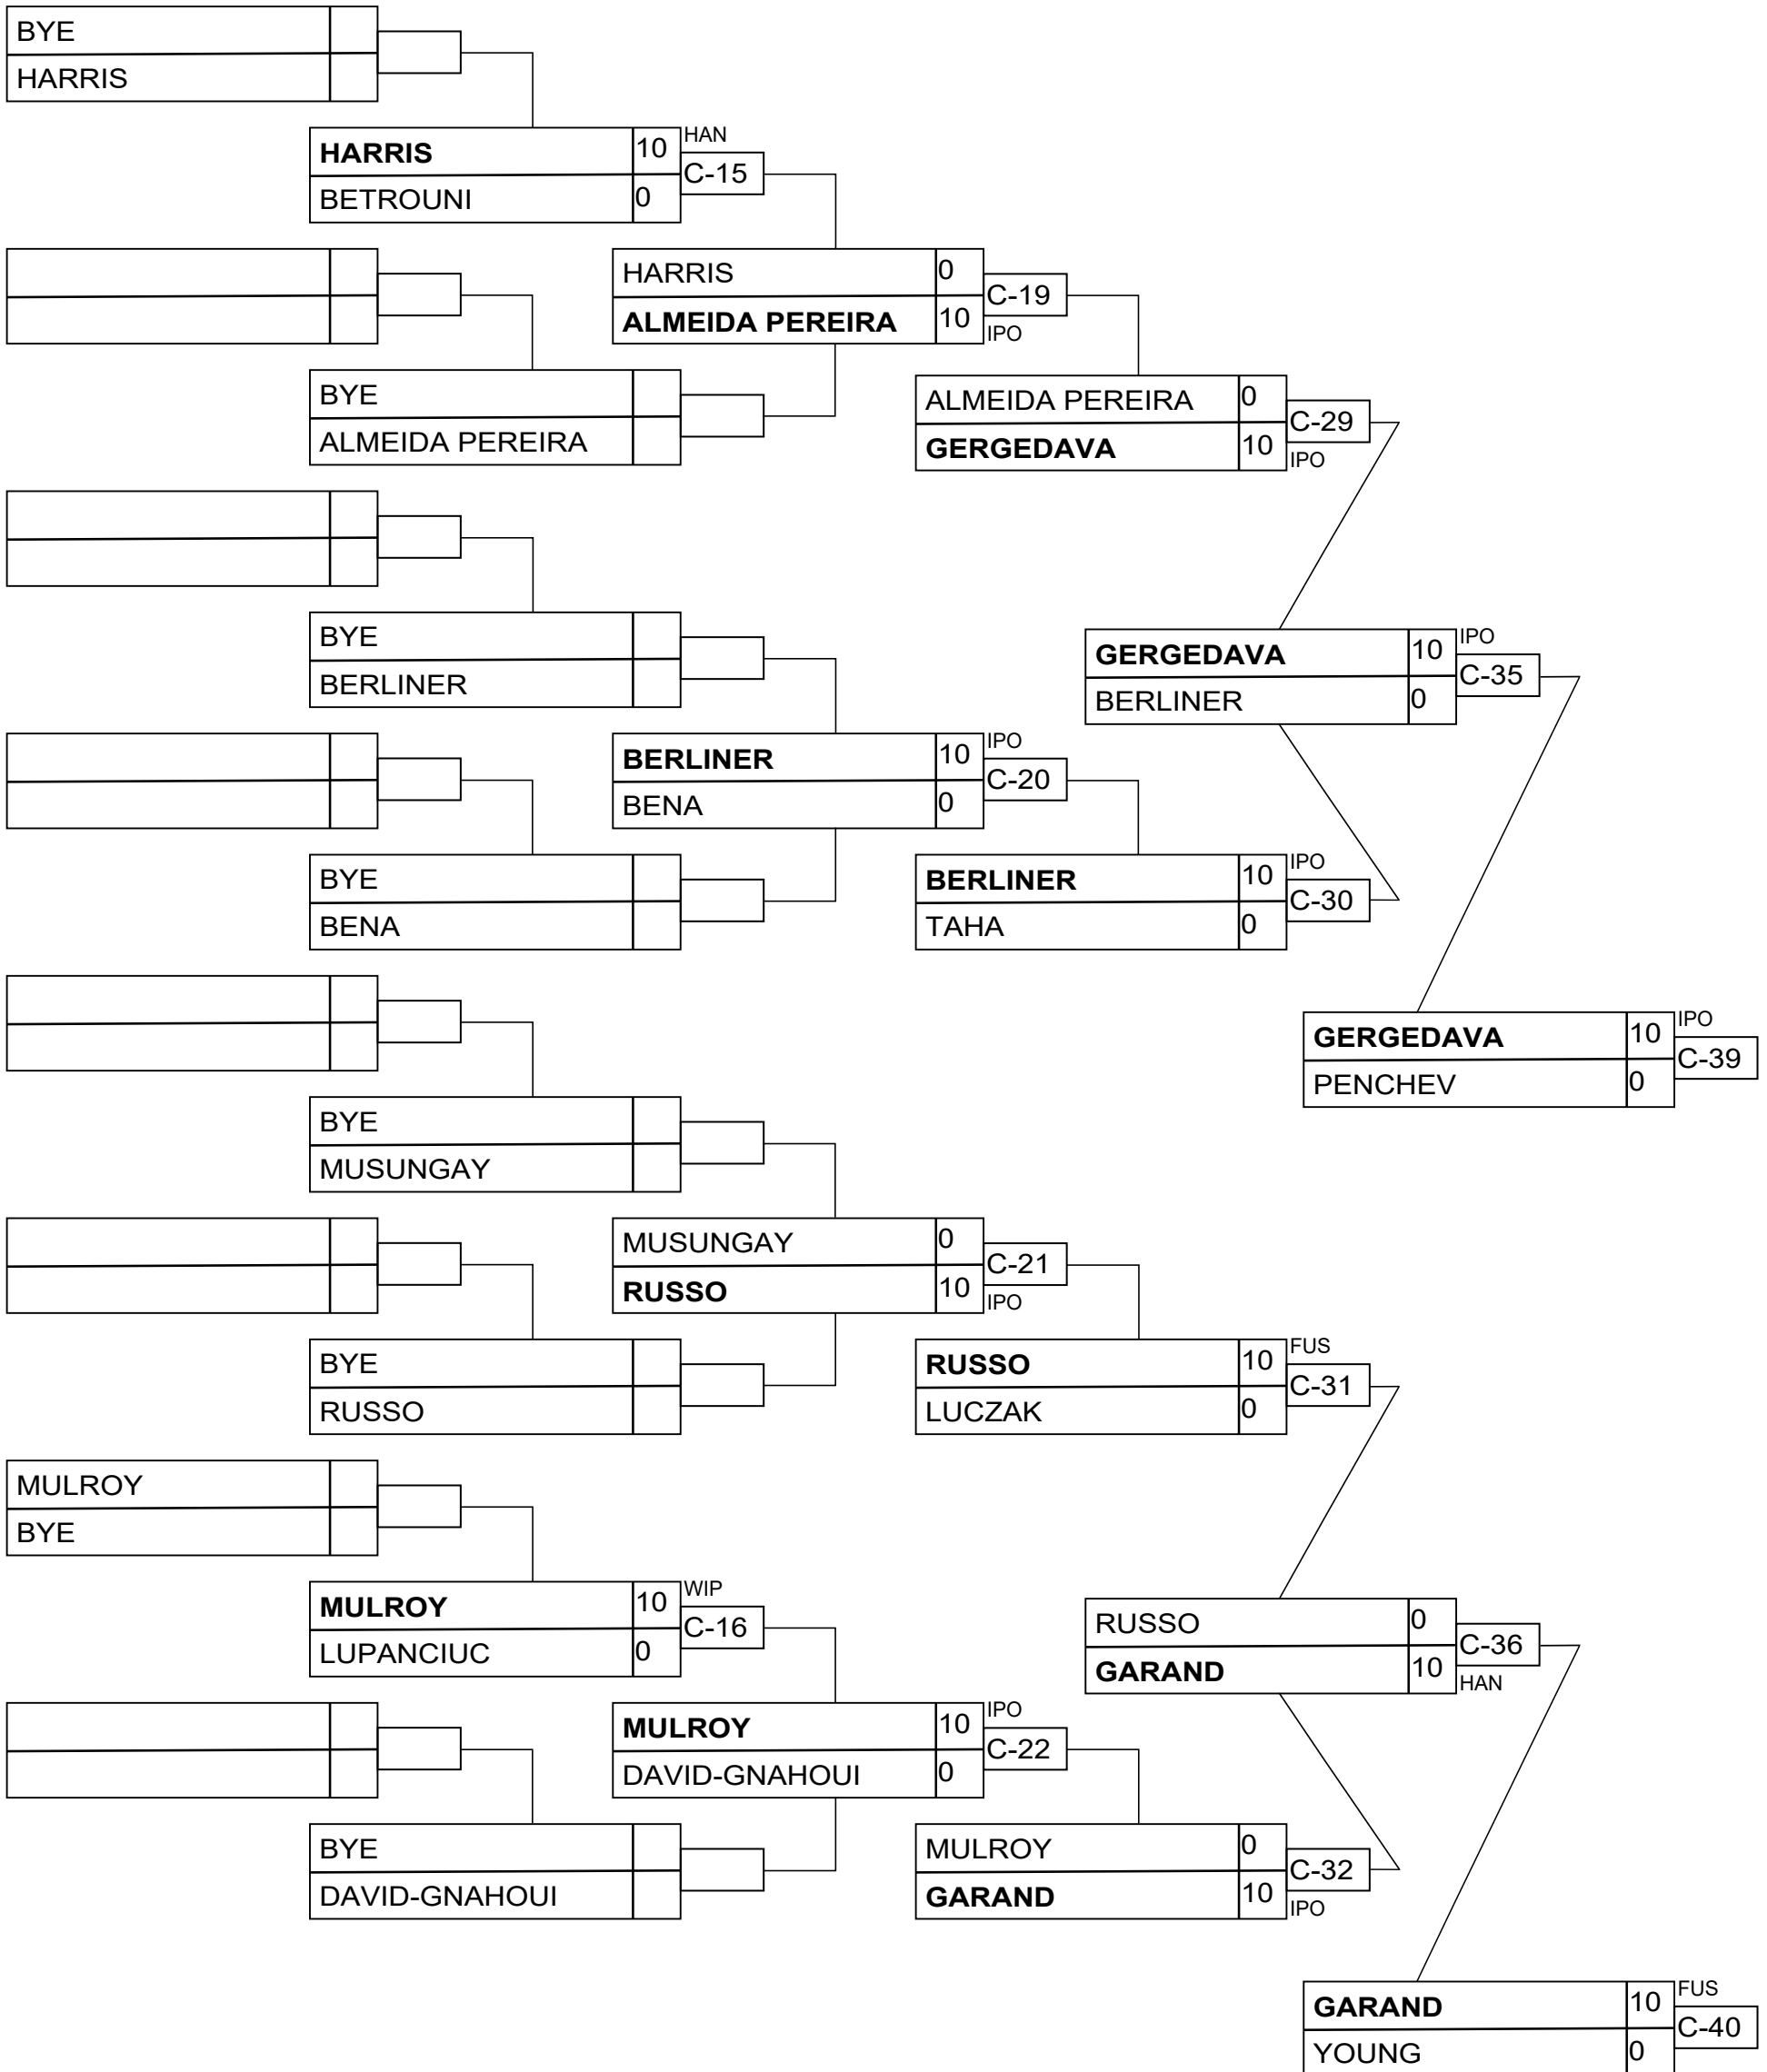 BYE
HARRIS
HARRIS 10 HAN
C-15
BETROUNI 0
HARRIS 0
C-19
ALMEIDA PEREIRA 10 IPO
BYE
ALMEIDA PEREIRA
ALMEIDA PEREIRA 0
C-29
GERGEDAVA 10 IPO
BYE
BERLINER
GERGEDAVA 10 IPO
C-35
BERLINER 0
BERLINER 10 IPO
C-20
BENA 0
BYE
BENA
BERLINER 10 IPO
C-30
TAHA 0
GERGEDAVA 10 IPO
C-39
PENCHEV 0
BYE
MUSUNGAY
MUSUNGAY 0
C-21
RUSSO 10 IPO
BYE
RUSSO
RUSSO 10 FUS
C-31
LUCZAK 0
MULROY
BYE
MULROY 10 WIP
C-16
LUPANCIUC 0
RUSSO 0
C-36
GARAND 10 HAN
MULROY 10 IPO
C-22
DAVID-GNAHOUI 0
BYE
DAVID-GNAHOUI
MULROY 0
C-32
GARAND 10 IPO
GARAND 10 FUS
C-40
YOUNG 0